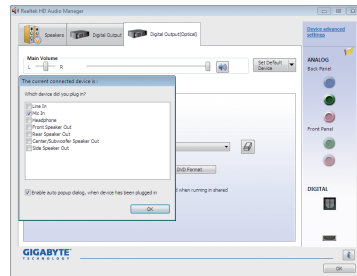 Realtek HD Audio Manager
Speakers
Digital Output
Digital Output(Optical)
Device advanced
settings
Main Volume
L
R
Set Default
Device
ANALOG
Back Panel
The current connected device is:
Which device did you plug in?
Line In
Mic In
Headphone
Front Speaker Out
Rear Speaker Out
Center/Subwoofer Speaker Out
Side Speaker Out
Enable auto popup dialog, when device has been plugged in
OK
DVD Format
d when running in shared
Front Panel
DIGITAL
GIGABYTE
TECHNOLOGY
OK